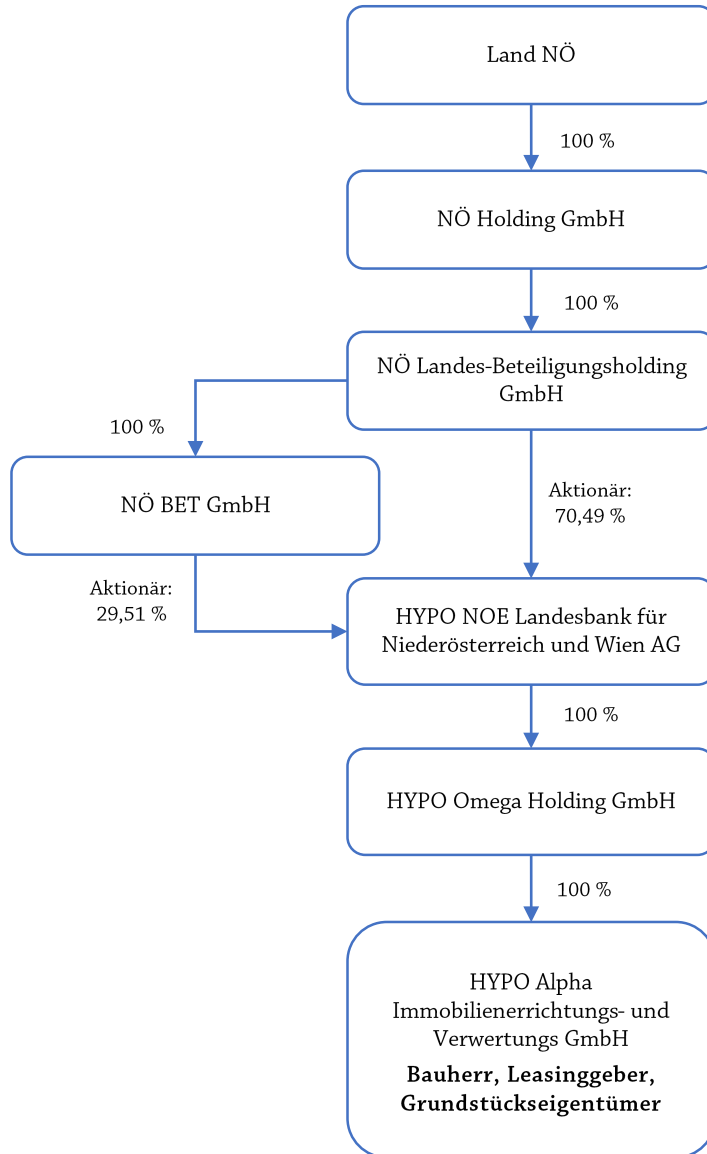 Land NÖ
100 %
NÖ Holding GmbH
100 %
NÖ Landes-Beteiligungsholding
GmbH
100 %
NÖ BET GmbH
Aktionär:
70,49 %
Aktionär:
29,51 %
HYPO NOE Landesbank für
Niederösterreich und Wien AG
100 %
HYPO Omega Holding GmbH
100 %
HYPO Alpha
Immobilienerrichtungs- und
Verwertungs GmbH
Bauherr, Leasinggeber,
Grundstückseigentümer